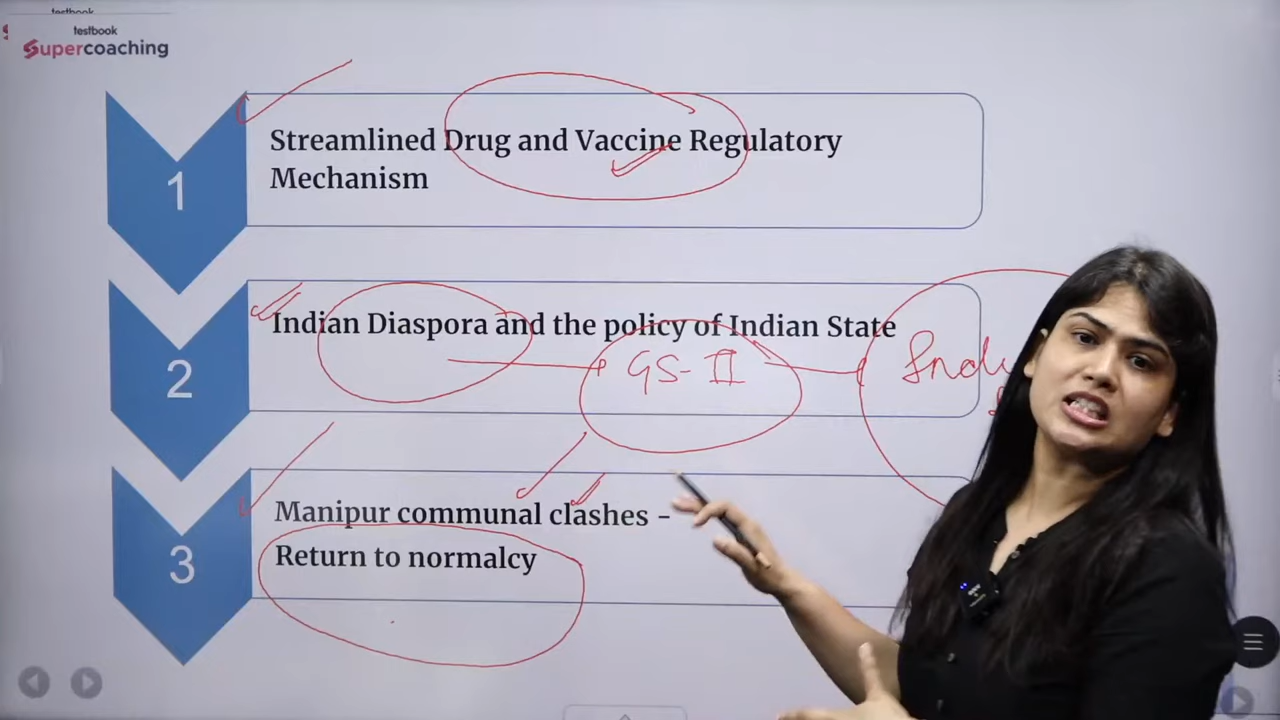 testbook
testbook
Supercoaching
1
Streamlined Drug and Vaccine Regulatory
Mechanism
2
Indian Diaspora and the policy of Indian State
GS-II
3
Manipur communal clashes -
Return to normalcy